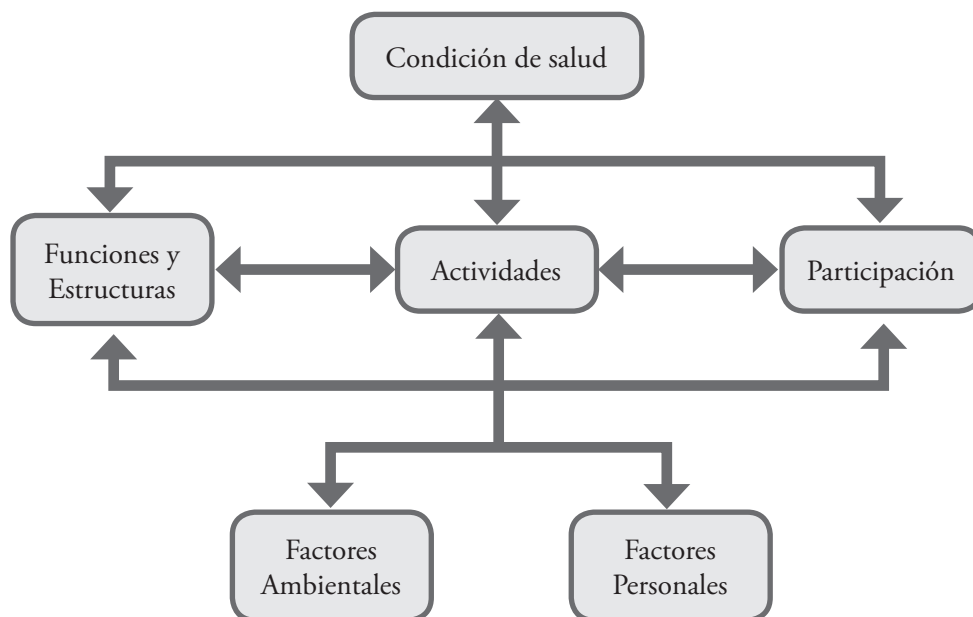 Condición de salud
Funciones y
Estructuras
Actividades
Participación
Factores
Ambientales
Factores
Personales